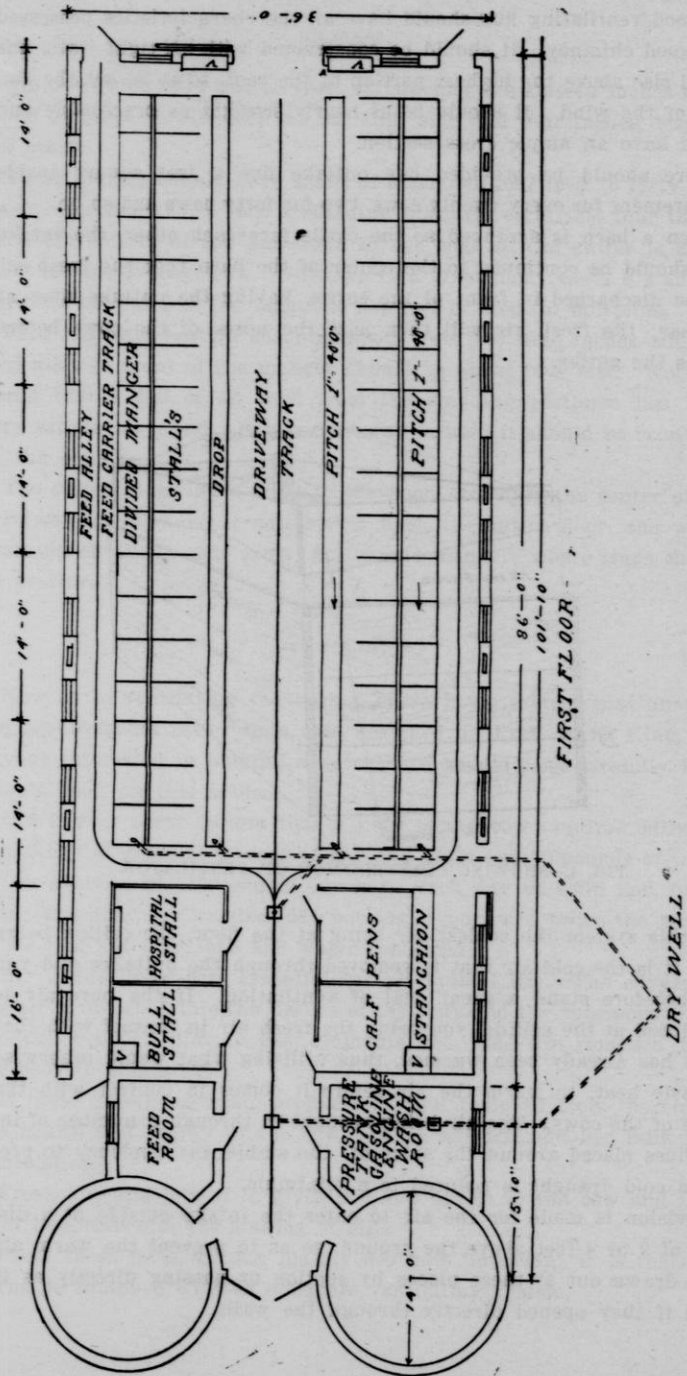 36'-0"
14'-0"
14'-0"
14'-0"
14'-0"
14'-0"
16'-0"
FEED ALLEY
FEED CARRIER TRACK
DIVIDED MANGER
STALLS
DROP
DRIVEWAY
TRACK
PITCH 1"-40'0"
PITCH 1"-40'-0"
HOSPITAL
STALL
BULL
STALL
V
V
V
V
FEED
ROOM
CALF PENS
STANCHION
PRESSURE
TANK
GASOLINE
ENGINE
WASH
ROOM
14'-0"
15'-10"
86'-0"
101'-10"
DRY WELL
FIRST FLOOR